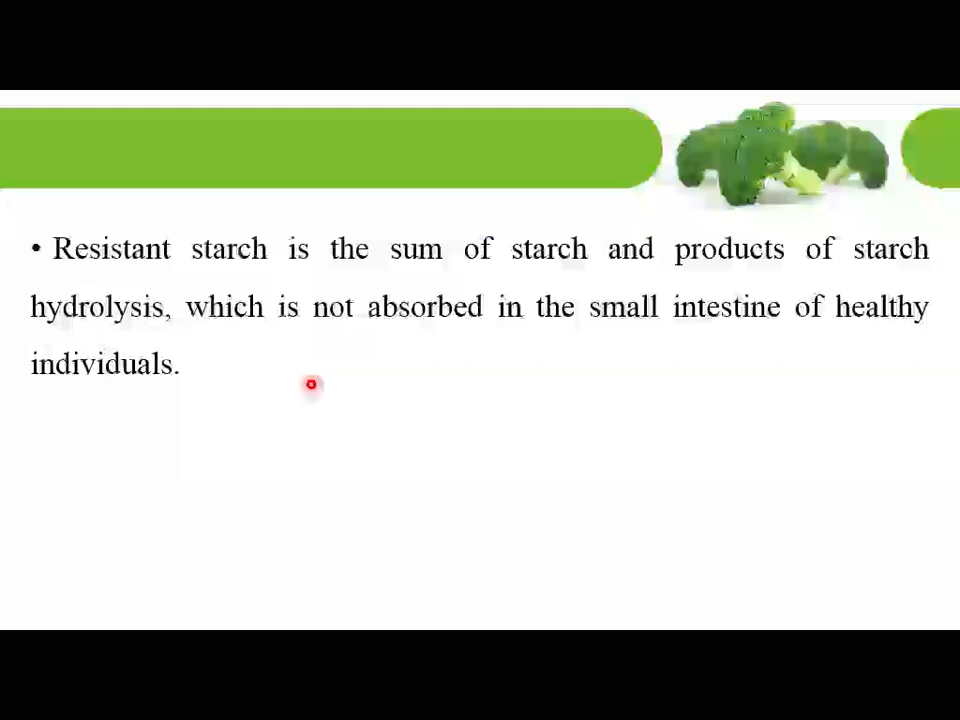 • Resistant starch is the sum of starch and products of starch
hydrolysis, which is not absorbed in the small intestine of healthy
individuals.